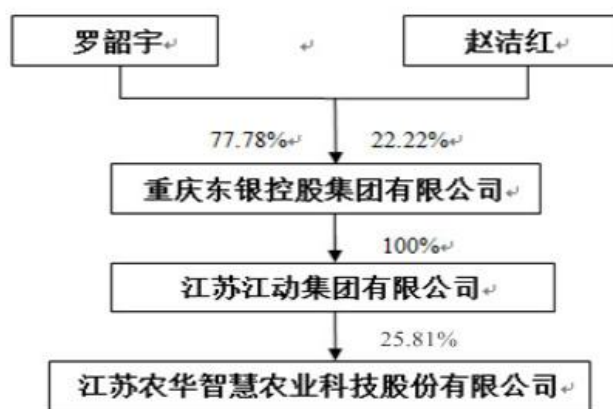 罗韶宇 赵洁红
77.78% 22.22%
重庆东银控股集团有限公司
100%
江苏江动集团有限公司
25.81%
江苏农华智慧农业科技股份有限公司